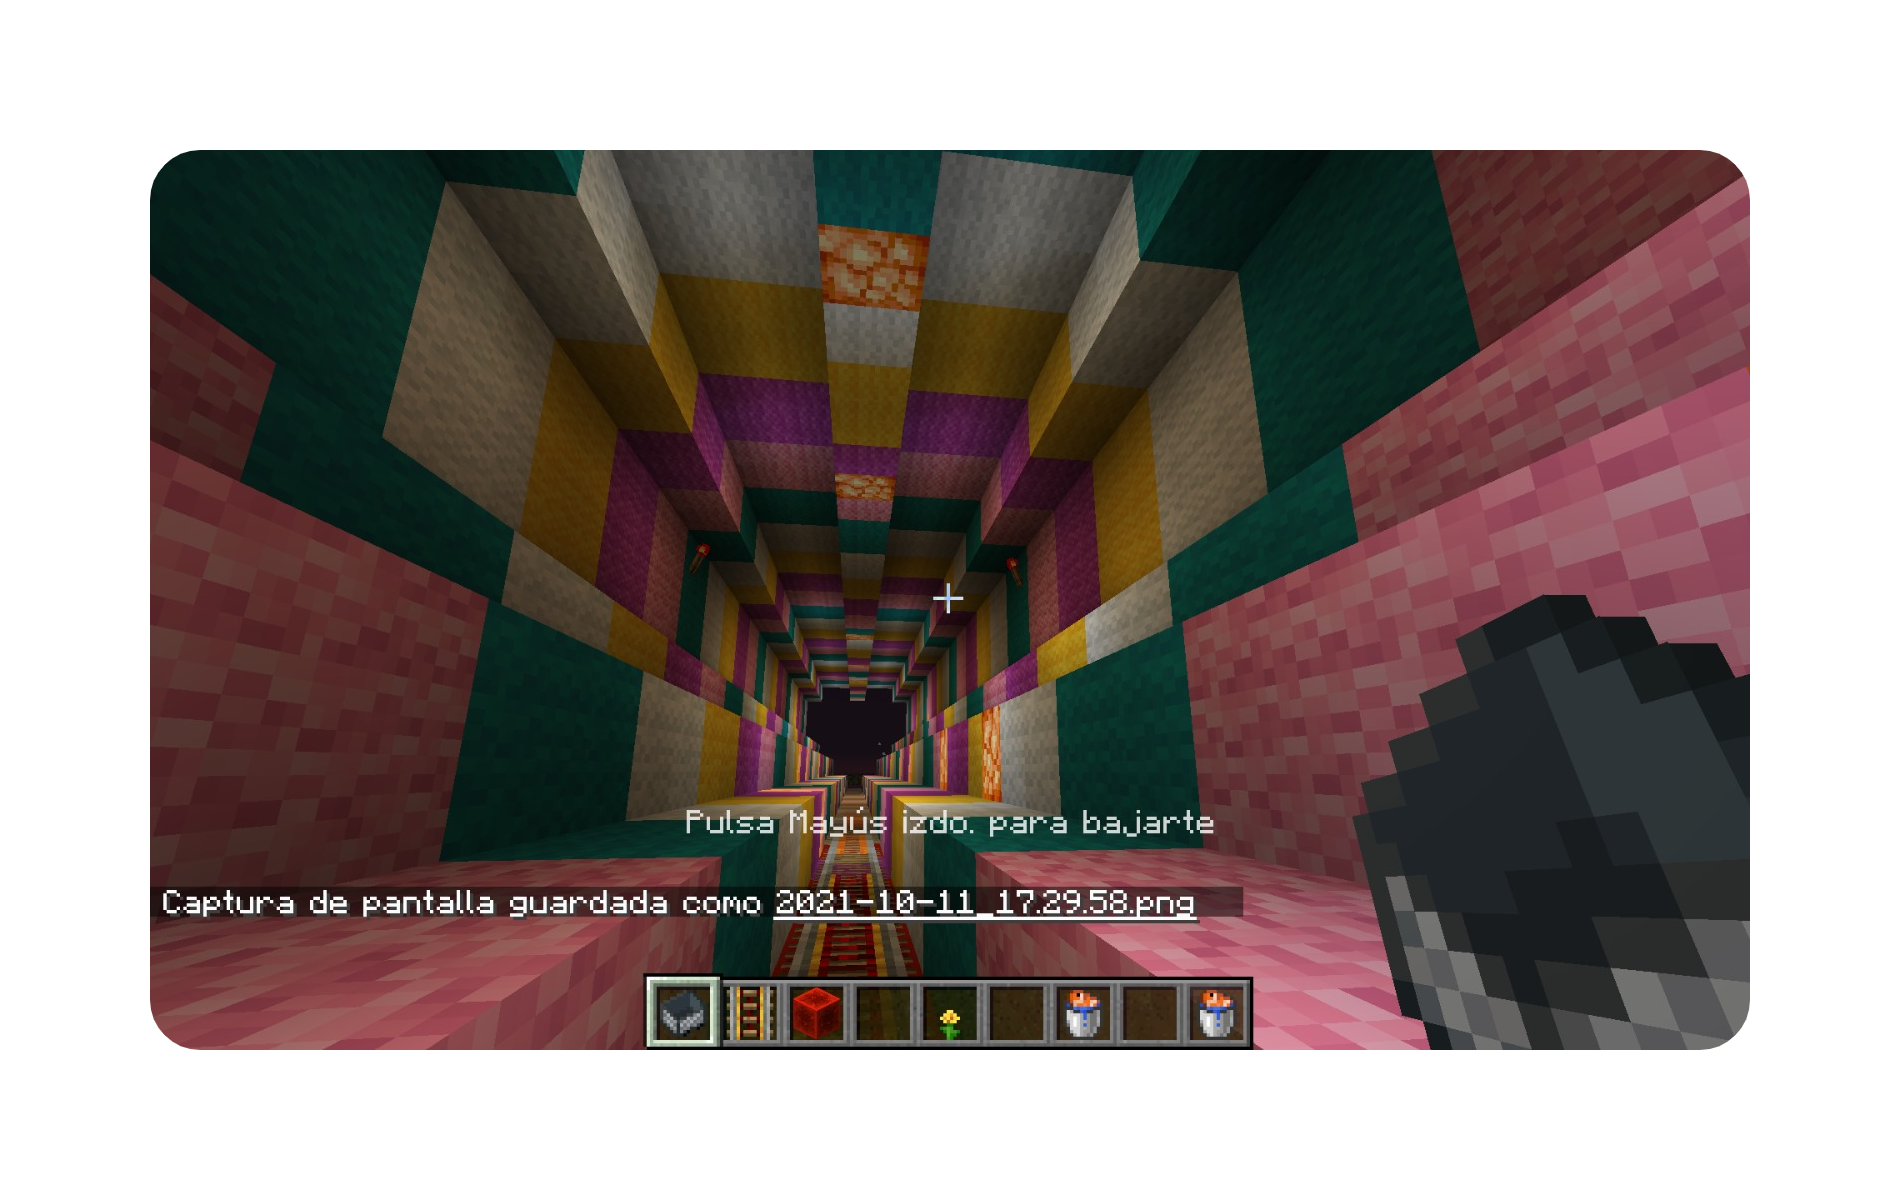 Pulsa Mayús izdo. para bajarte
Captura de pantalla guardada como 2021-10-11_17.29.58.png